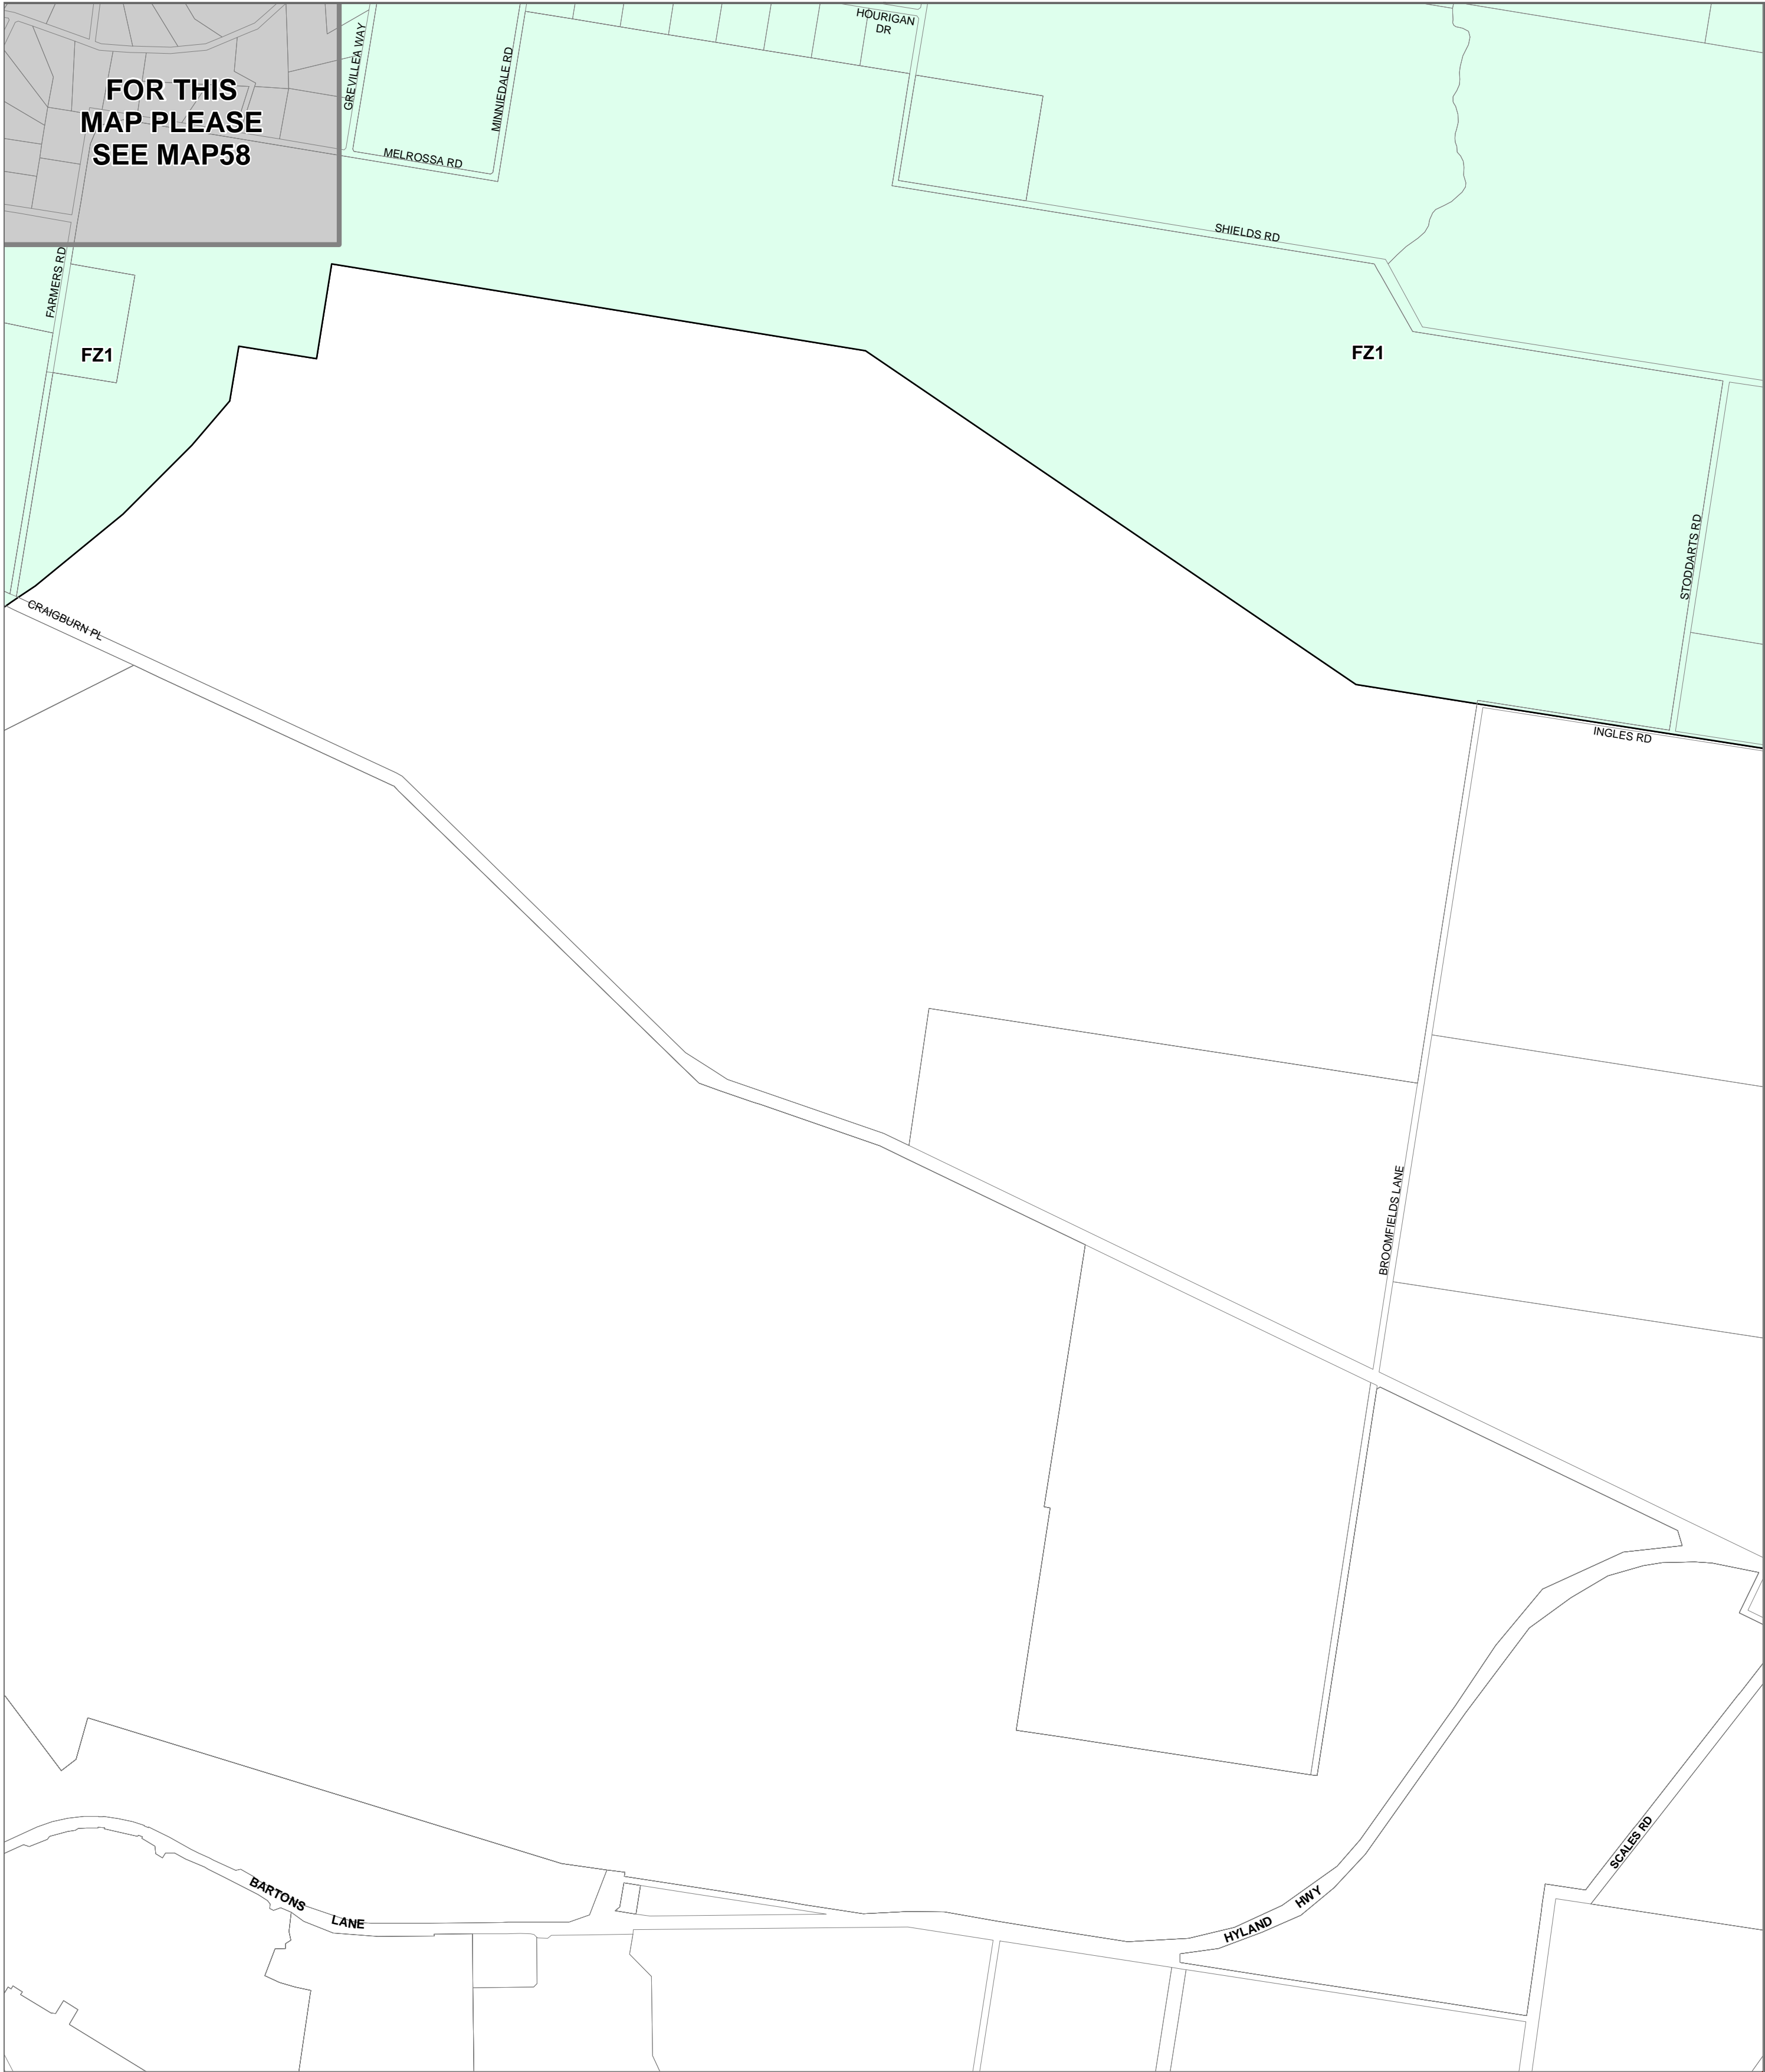 HOURIGAN
DR
GREVILLEA WAY
MINNIEDALE RD
FOR THIS
MAP PLEASE
SEE MAP58
MELROSSA RD
SHIELDS RD
FARMERS RD
FZ1
FZ1
STODDARTS RD
CRAIGBURN PL
INGLES RD
BROOMFIELDS LANE
SCALES RD
BARTONS
LANE
HYLAND
HWY